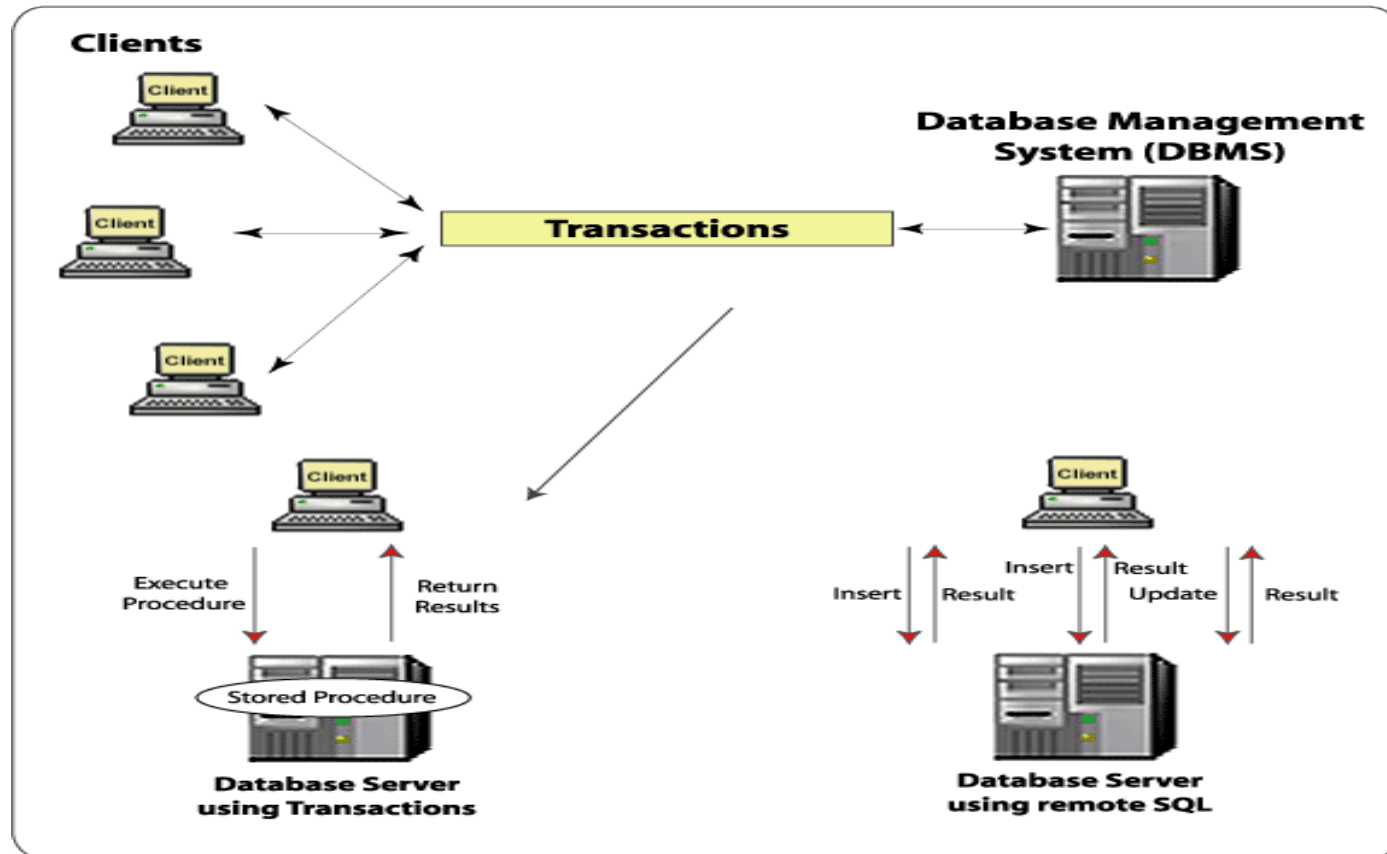 Clients
Client
Database Management
System (DBMS)
Client
Transactions
Client
Client
Client
Execute
Procedure
Return
Results
Insert
Result
Insert
Result
Update
Result
Stored Procedure
Database Server
using Transactions
Database Server
using remote SQL